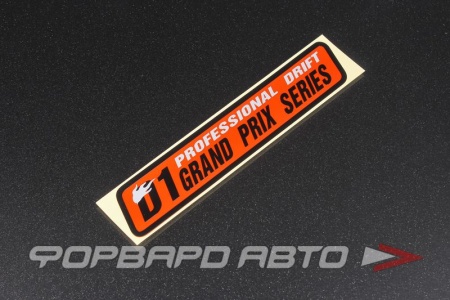 PROFESSIONAL DRIFT
D1 GRAND PRIX SERIES
ФОРВАРД АВТО